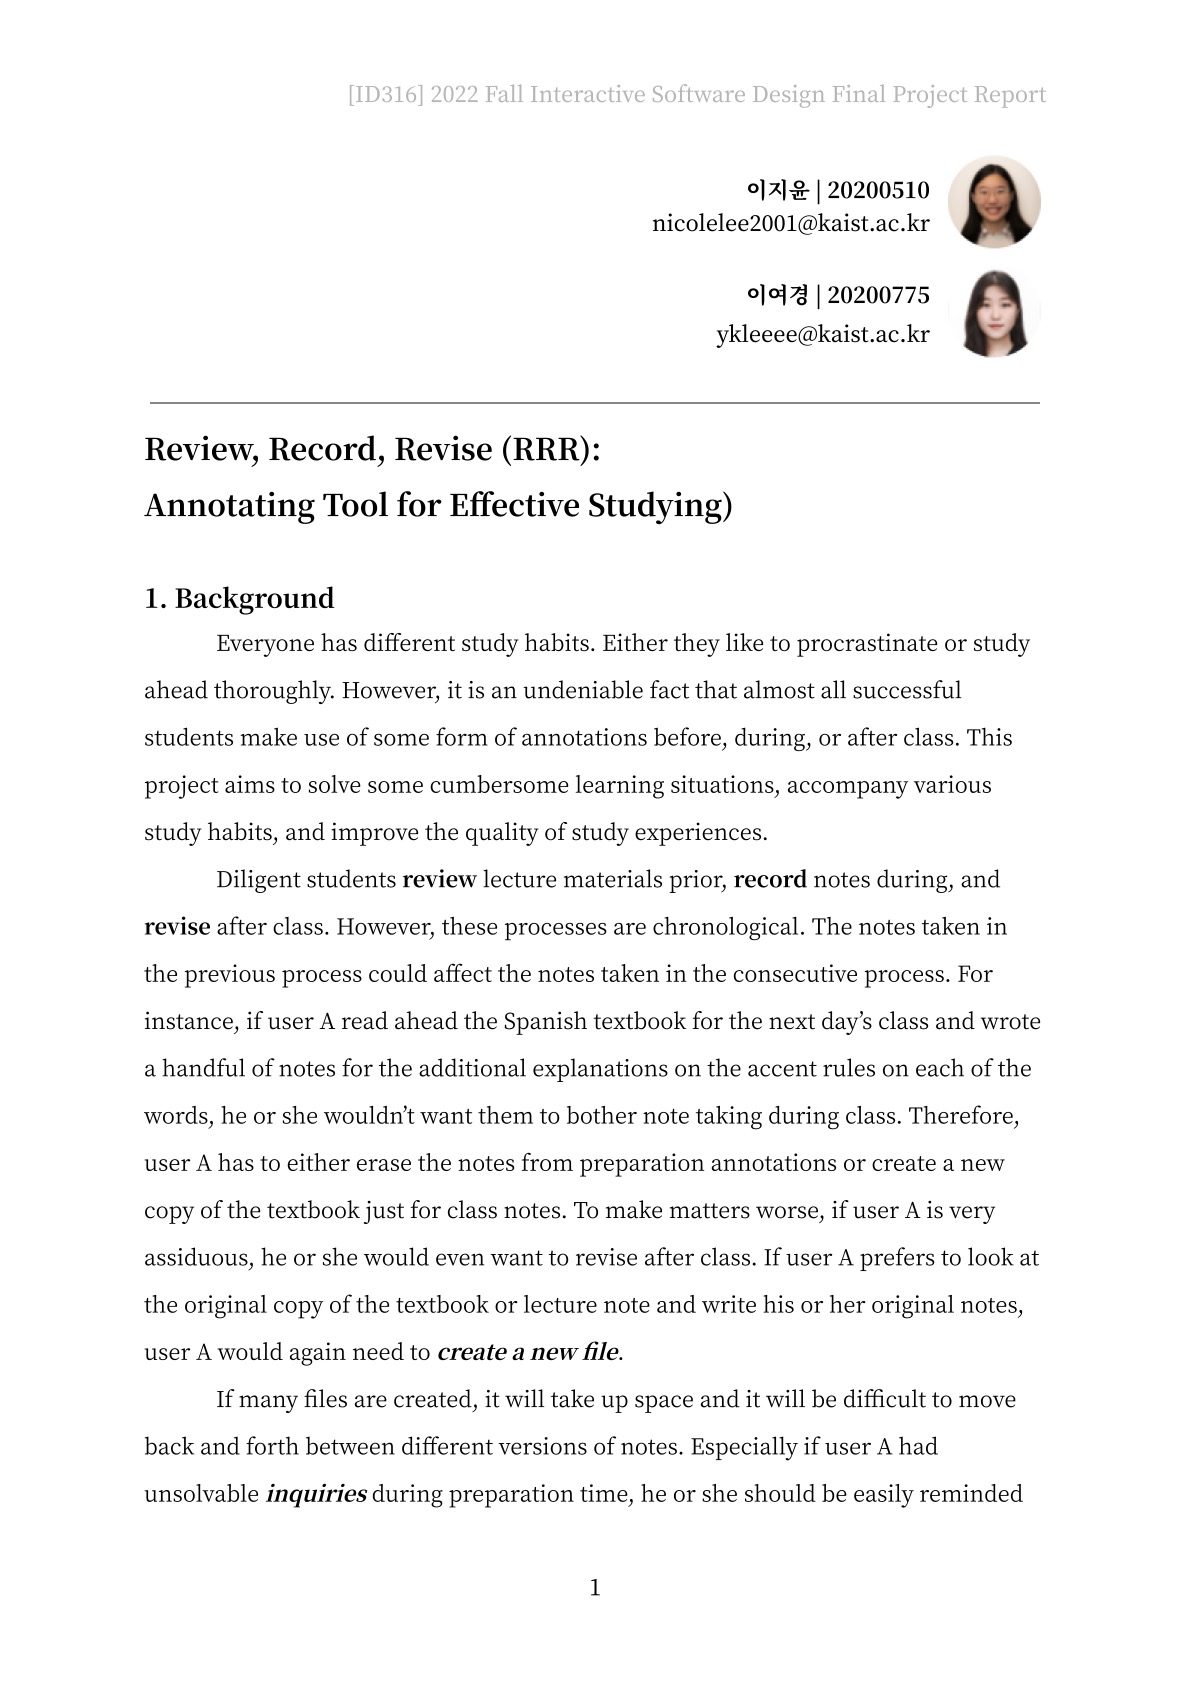 [ID316] 2022 Fall Interactive Software Design Final Project Report
이지윤 | 20200510
nicolelee2001@kaist.ac.kr
이여경 | 20200775
ykleeee@kaist.ac.kr
Review, Record, Revise (RRR):
Annotating Tool for Effective Studying)
1. Background
Everyone has different study habits. Either they like to procrastinate or study
ahead thoroughly. However, it is an undeniable fact that almost all successful
students make use of some form of annotations before, during, or after class. This
project aims to solve some cumbersome learning situations, accompany various
study habits, and improve the quality of study experiences.
Diligent students review lecture materials prior, record notes during, and
revise after class. However, these processes are chronological. The notes taken in
the previous process could affect the notes taken in the consecutive process. For
instance, if user A read ahead the Spanish textbook for the next day’s class and wrote
a handful of notes for the additional explanations on the accent rules on each of the
words, he or she wouldn’t want them to bother note taking during class. Therefore,
user A has to either erase the notes from preparation annotations or create a new
copy of the textbook just for class notes. To make matters worse, if user A is very
assiduous, he or she would even want to revise after class. If user A prefers to look at
the original copy of the textbook or lecture note and write his or her original notes,
user A would again need to create a new file.
If many files are created, it will take up space and it will be difficult to move
back and forth between different versions of notes. Especially if user A had
unsolvable inquiries during preparation time, he or she should be easily reminded
1